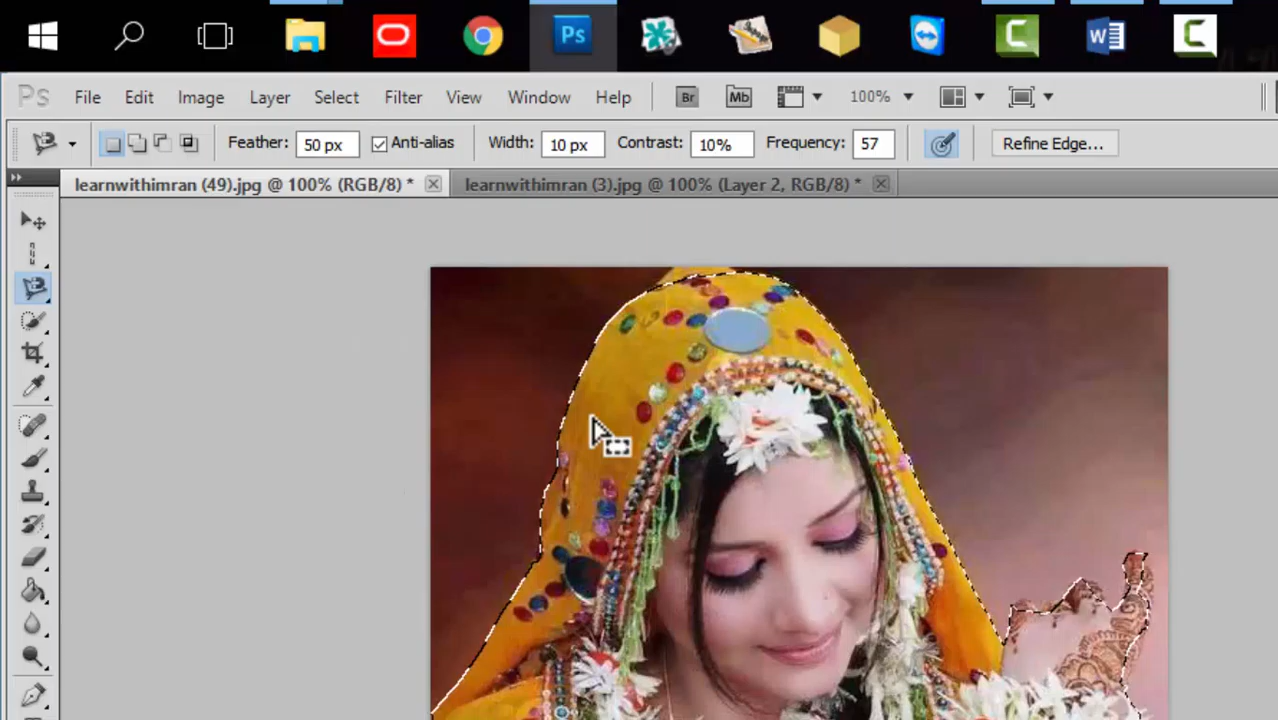 Ps W
Ps File Edit Image Layer Select Filter View Window Help Br Mb 100%
Feather: 50 px Anti-alias Width: 10 px Contrast: 10% Frequency: 57 Refine Edge...
learnwithimran (49).jpg @ 100% (RGB/8) * learnwithimran (3).jpg @ 100% (Layer 2, RGB/8) *